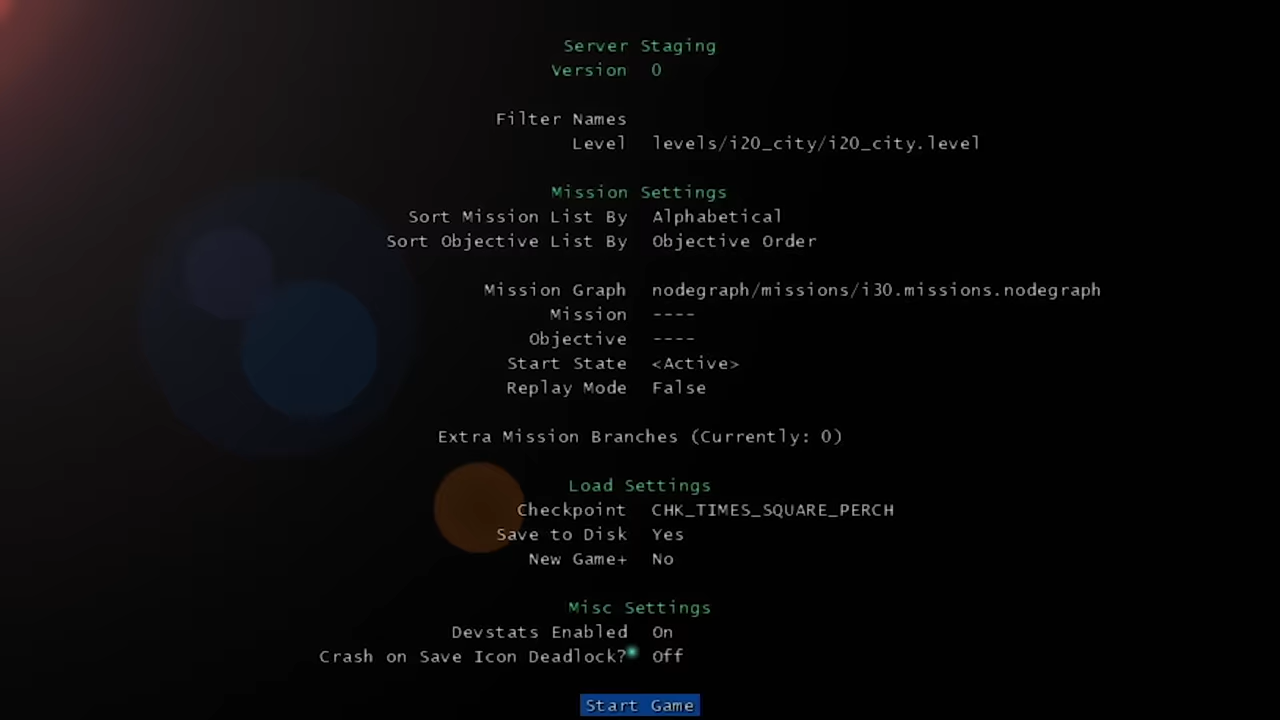 Server Staging
Version 0
Filter Names
Level levels/i20_city/i20_city.level
Mission Settings
Sort Mission List By Alphabetical
Sort Objective List By Objective Order
Mission Graph nodegraph/missions/i30.missions.nodegraph
Mission ----
Objective ----
Start State <Active>
Replay Mode False
Extra Mission Branches (Currently: 0)
Load Settings
Checkpoint CHK_TIMES_SQUARE_PERCH
Save to Disk Yes
New Game+ No
Misc Settings
Devstats Enabled On
Crash on Save Icon Deadlock? Off
Start Game